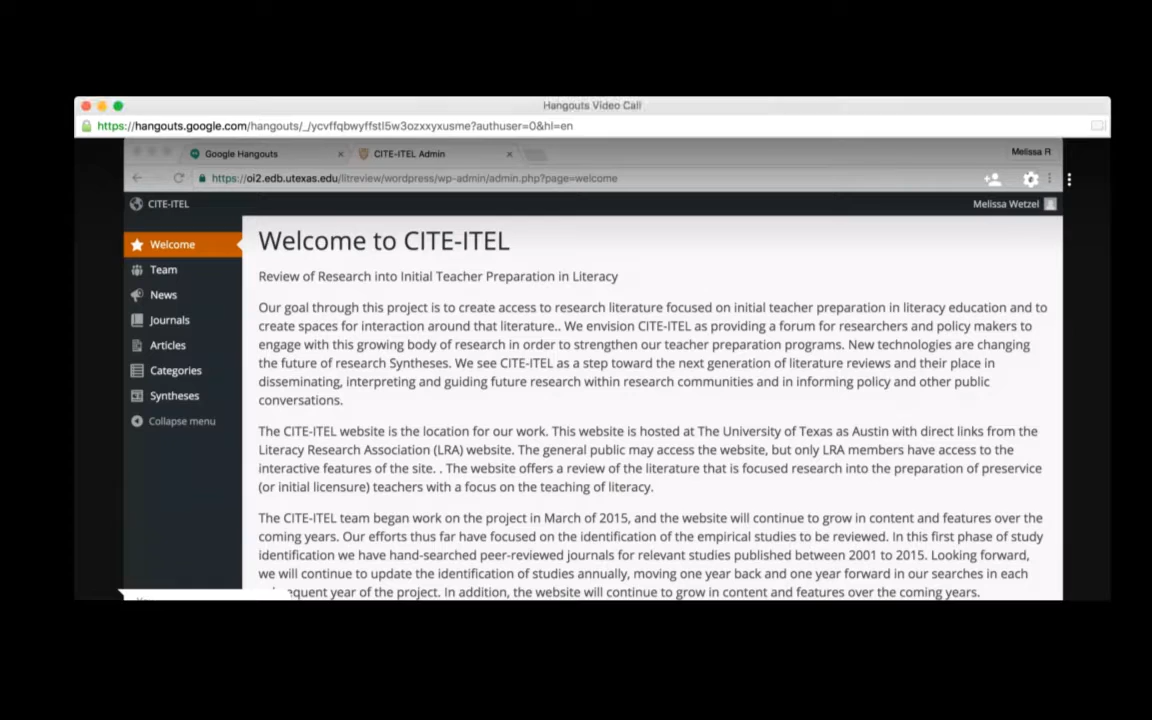 Hangouts Video Call
https://hangouts.google.com/hangouts/_/ycvffqbwyffstl5w3ozxxyxusme?authuser=0&hl=en
Google Hangouts
CITE-ITEL Admin
Melissa R
https://oi2.edb.utexas.edu/litreview/wordpress/wp-admin/admin.php?page=welcome
CITE-ITEL
Melissa Wetzel
Welcome
Team
News
Journals
Articles
Categories
Syntheses
Collapse menu
Welcome to CITE-ITEL
Review of Research into Initial Teacher Preparation in Literacy
Our goal through this project is to create access to research literature focused on initial teacher preparation in literacy education and to
create spaces for interaction around that literature.. We envision CITE-ITEL as providing a forum for researchers and policy makers to
engage with this growing body of research in order to strengthen our teacher preparation programs. New technologies are changing
the future of research Syntheses. We see CITE-ITEL as a step toward the next generation of literature reviews and their place in
disseminating, interpreting and guiding future research within research communities and in informing policy and other public
conversations.
The CITE-ITEL website is the location for our work. This website is hosted at The University of Texas as Austin with direct links from the
Literacy Research Association (LRA) website. The general public may access the website, but only LRA members have access to the
interactive features of the site. . The website offers a review of the literature that is focused research into the preparation of preservice
(or initial licensure) teachers with a focus on the teaching of literacy.
The CITE-ITEL team began work on the project in March of 2015, and the website will continue to grow in content and features over the
coming years. Our efforts thus far have focused on the identification of the empirical studies to be reviewed. In this first phase of study
identification we have hand-searched peer-reviewed journals for relevant studies published between 2001 to 2015. Looking forward,
we will continue to update the identification of studies annually, moving one year back and one year forward in our searches in each
year of the project. In addition, the website will continue to grow in content and features over the coming years.